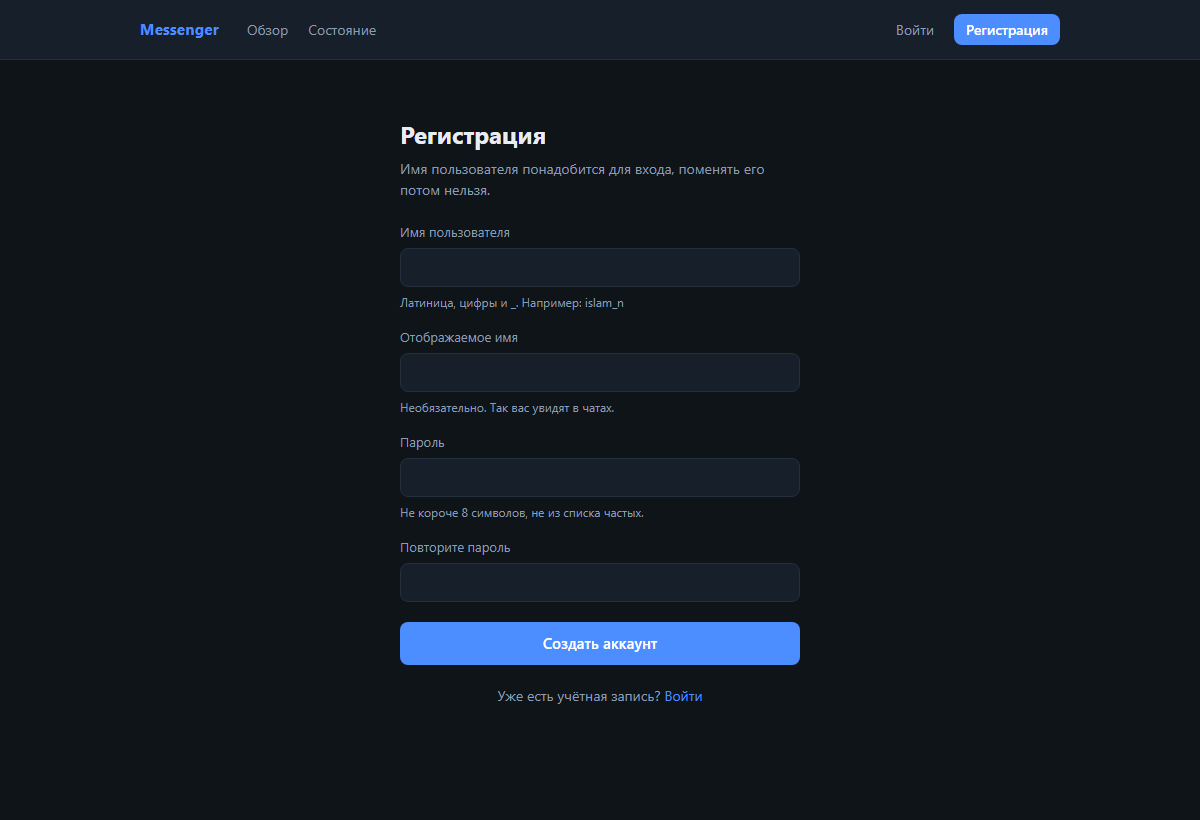 Messenger Обзор Состояние Войти Регистрация
Регистрация
Имя пользователя понадобится для входа, поменять его
потом нельзя.
Имя пользователя
Латиница, цифры и _. Например: islam_n
Отображаемое имя
Необязательно. Так вас увидят в чатах.
Пароль
Не короче 8 символов, не из списка частых.
Повторите пароль
Создать аккаунт
Уже есть учётная запись? Войти